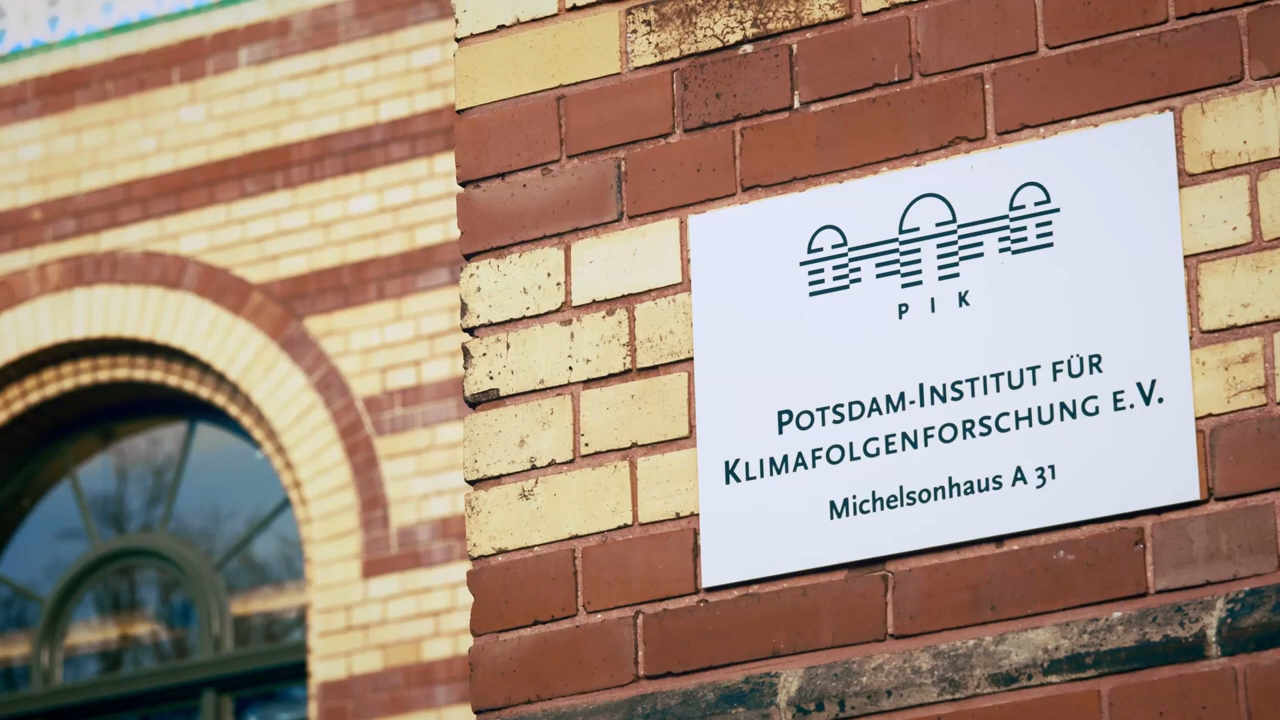 PIK
POTSDAM-INSTITUT FÜR
KLIMAFOLGENFORSCHUNG E.V.
Michelsonhaus A 31